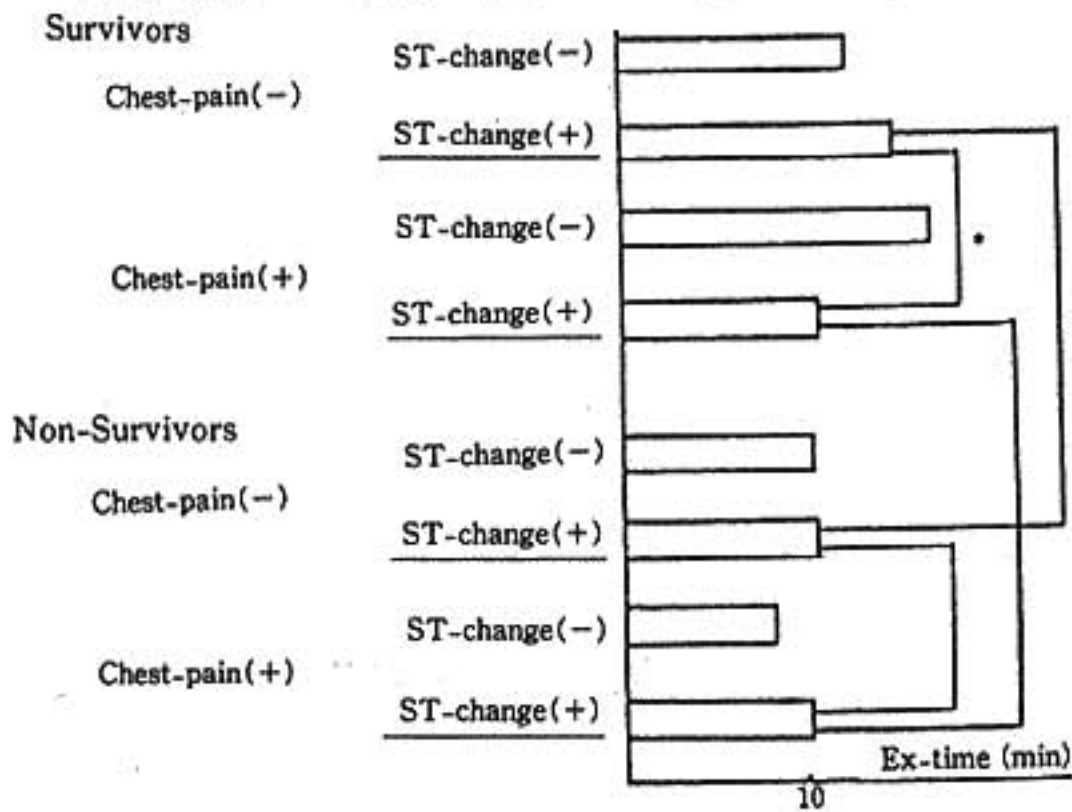 Survivors
ST-change(−)
Chest-pain(−)
ST-change(+)
ST-change(−)
*
Chest-pain(+)
ST-change(+)
Non-Survivors
ST-change(−)
Chest-pain(−)
ST-change(+)
ST-change(−)
Chest-pain(+)
ST-change(+)
Ex-time (min)
10